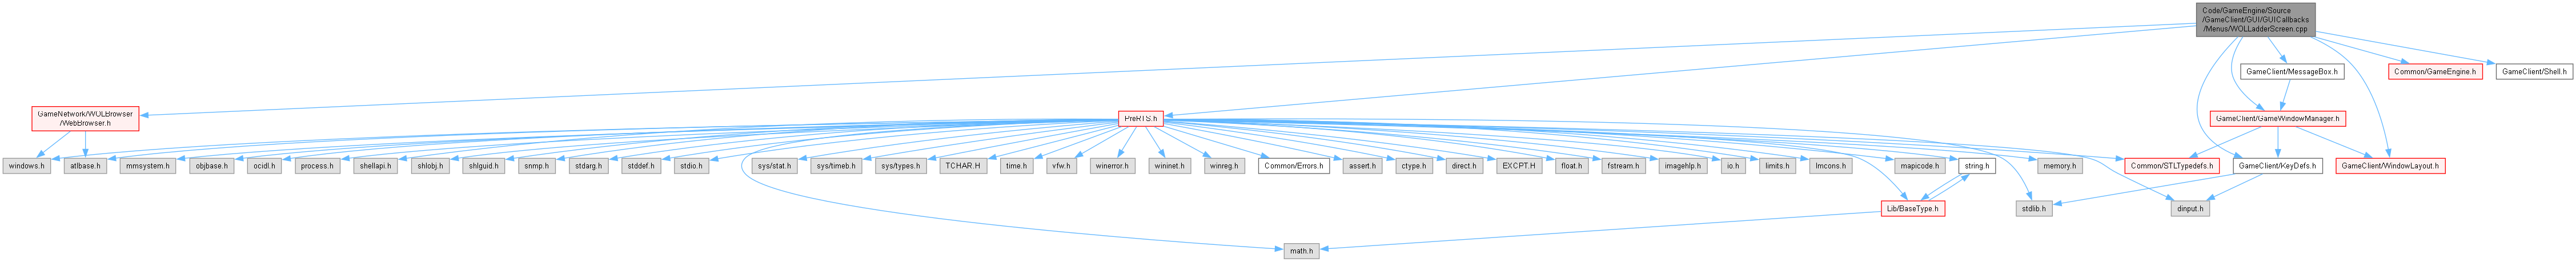 Code/GameEngine/Source
/GameClient/GUI/GUICallbacks
/Menus/WOLLadderScreen.cpp
GameClient/MessageBox.h
Common/GameEngine.h
GameClient/Shell.h
GameNetwork/WOLBrowser
/WebBrowser.h
PreRTS.h
GameClient/GameWindowManager.h
windows.h
atlbase.h
mmsystem.h
objbase.h
ocidl.h
process.h
shellapi.h
shlobj.h
shlguid.h
snmp.h
stdarg.h
stddef.h
stdio.h
sys/stat.h
sys/timeb.h
sys/types.h
TCHAR.H
time.h
vfw.h
winerror.h
wininet.h
winreg.h
Common/Errors.h
assert.h
ctype.h
direct.h
EXCPT.H
float.h
fstream.h
imagehlp.h
io.h
limits.h
lmcons.h
mapicode.h
string.h
memory.h
Common/STLTypedefs.h
GameClient/KeyDefs.h
GameClient/WindowLayout.h
Lib/BaseType.h
stdlib.h
dinput.h
math.h